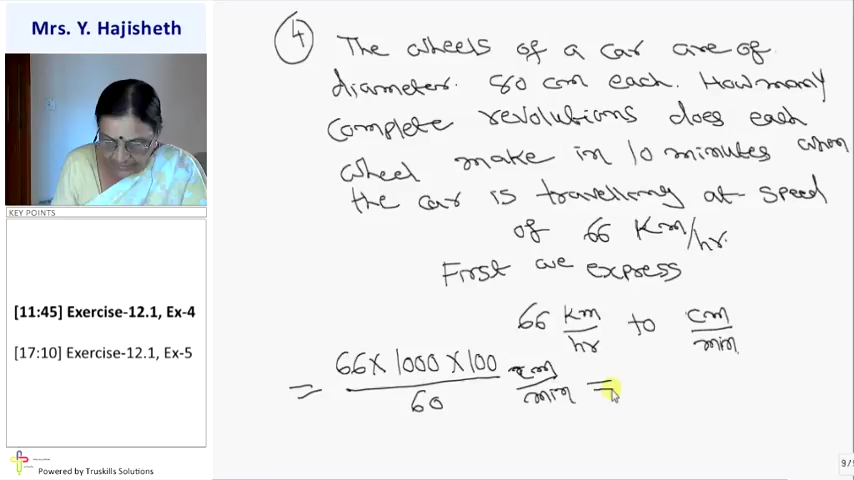 Mrs. Y. Hajisheth
KEY POINTS
[11:45] Exercise-12.1, Ex-4
[17:10] Exercise-12.1, Ex-5
Powered by Truskills Solutions
4 The wheels of a car are of
diameter 80 cm each. How many
complete revolutions does each
wheel make in 10 minutes when
the car is travelling at speed
of 66 Km/hr.
First we express
66 Km/hr to cm/min
= 66 × 1000 × 100 / 60 cm/min =